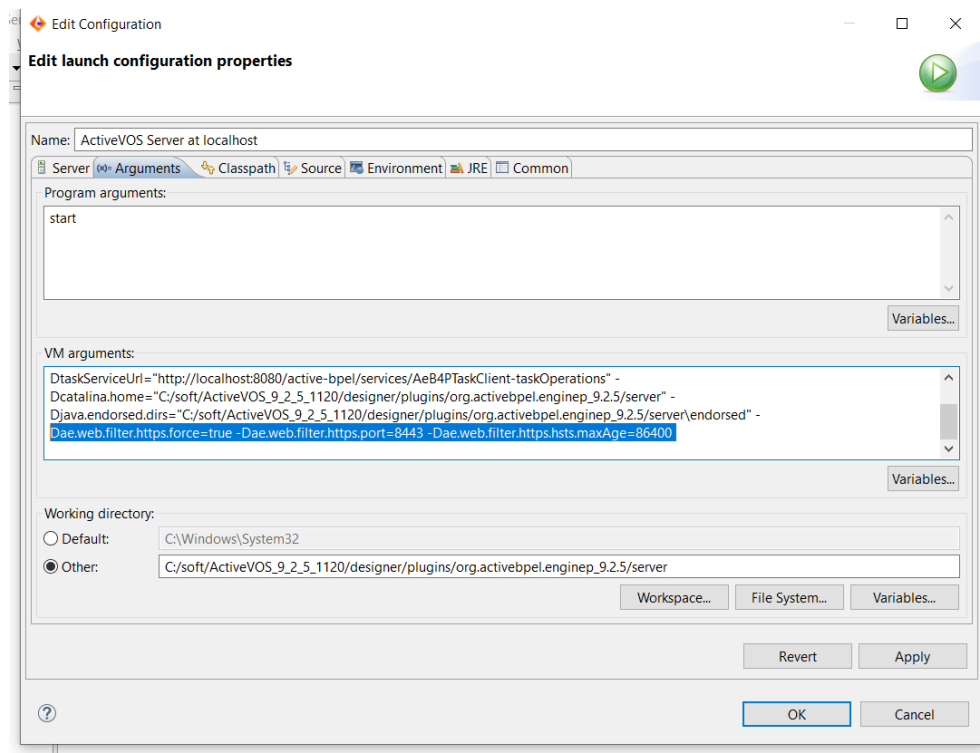 Edit Configuration
Edit launch configuration properties
Name: ActiveVOS Server at localhost
Server (x)= Arguments Classpath Source Environment JRE Common
Program arguments:
start
Variables...
VM arguments:
DtaskServiceUrl="http://localhost:8080/active-bpel/services/AeB4PTaskClient-taskOperations" -
Dcatalina.home="C:/soft/ActiveVOS_9_2_5_1120/designer/plugins/org.activebpel.enginep_9.2.5/server" -
Djava.endorsed.dirs="C:/soft/ActiveVOS_9_2_5_1120/designer/plugins/org.activebpel.enginep_9.2.5/server\endorsed" -
Dae.web.filter.https.force=true -Dae.web.filter.https.port=8443 -Dae.web.filter.https.hsts.maxAge=86400
Variables...
Working directory:
Default: C:\Windows\System32
Other: C:/soft/ActiveVOS_9_2_5_1120/designer/plugins/org.activebpel.enginep_9.2.5/server
Workspace... File System... Variables...
Revert Apply
? OK Cancel